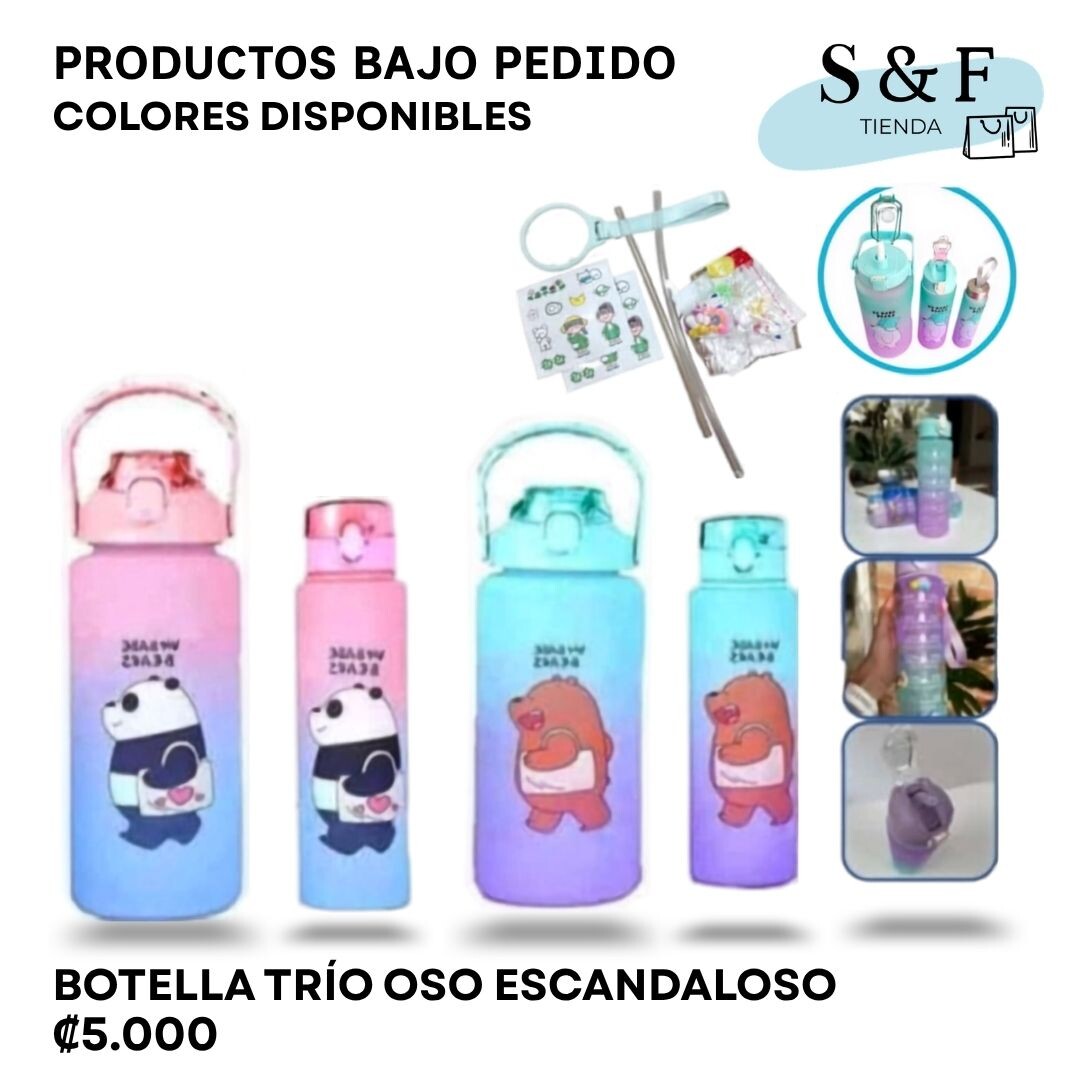 PRODUCTOS BAJO PEDIDO
COLORES DISPONIBLES
S & F
TIENDA
BOTELLA TRÍO OSO ESCANDALOSO
₡5.000